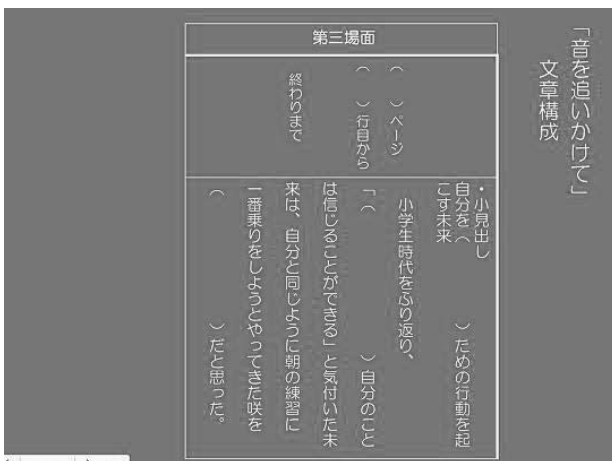 「音を追いかけて」
文章構成
第三場面
（　　）ページ
（　　）行目から
終わりまで
・小見出し
自分を（　　　　）ための行動を起
こす未来
小学生時代をふり返り、
「（　　　　　　）自分のこと
は信じることができる」と気付いた未
来は、自分と同じように朝の練習に
一番乗りをしようとやってきた咲を
（　　　　　　）だと思った。